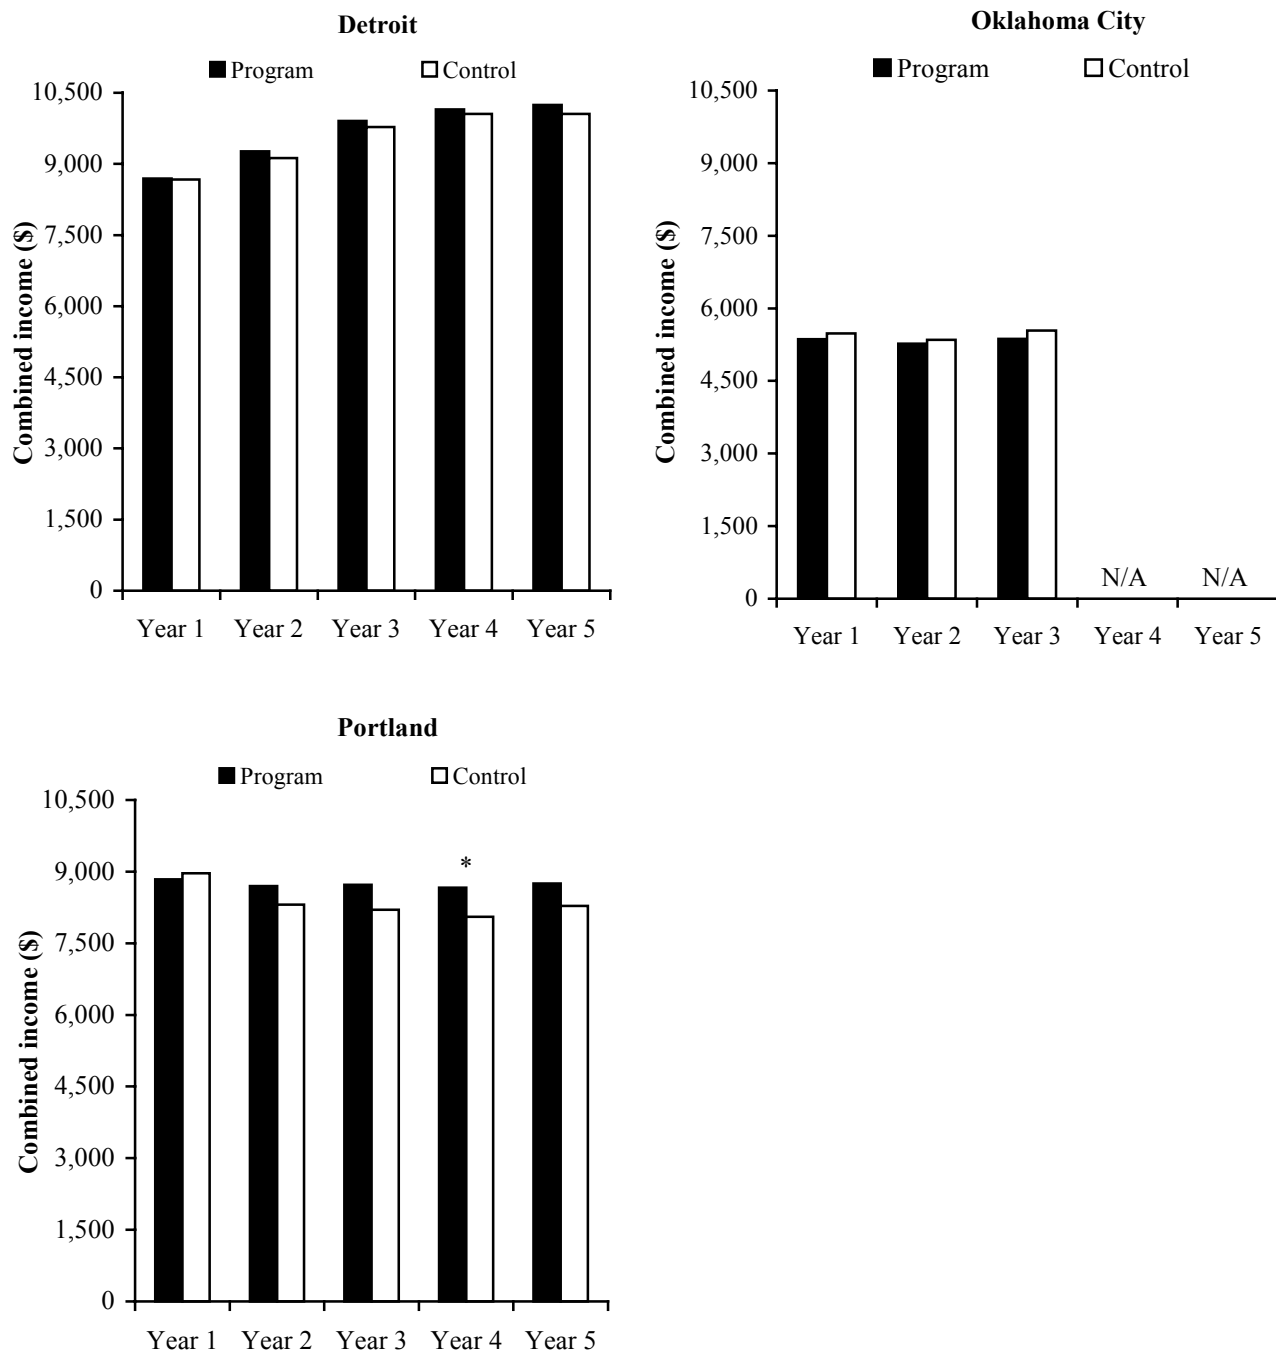 Detroit
Program Control
10,500
9,000
7,500
6,000
4,500
3,000
1,500
0
Combined income ($)
Year 1 Year 2 Year 3 Year 4 Year 5
Oklahoma City
Program Control
10,500
9,000
7,500
6,000
4,500
3,000
1,500
0
Combined income ($)
N/A N/A
Year 1 Year 2 Year 3 Year 4 Year 5
Portland
Program Control
10,500
9,000
7,500
6,000
4,500
3,000
1,500
0
Combined income ($)
*
Year 1 Year 2 Year 3 Year 4 Year 5